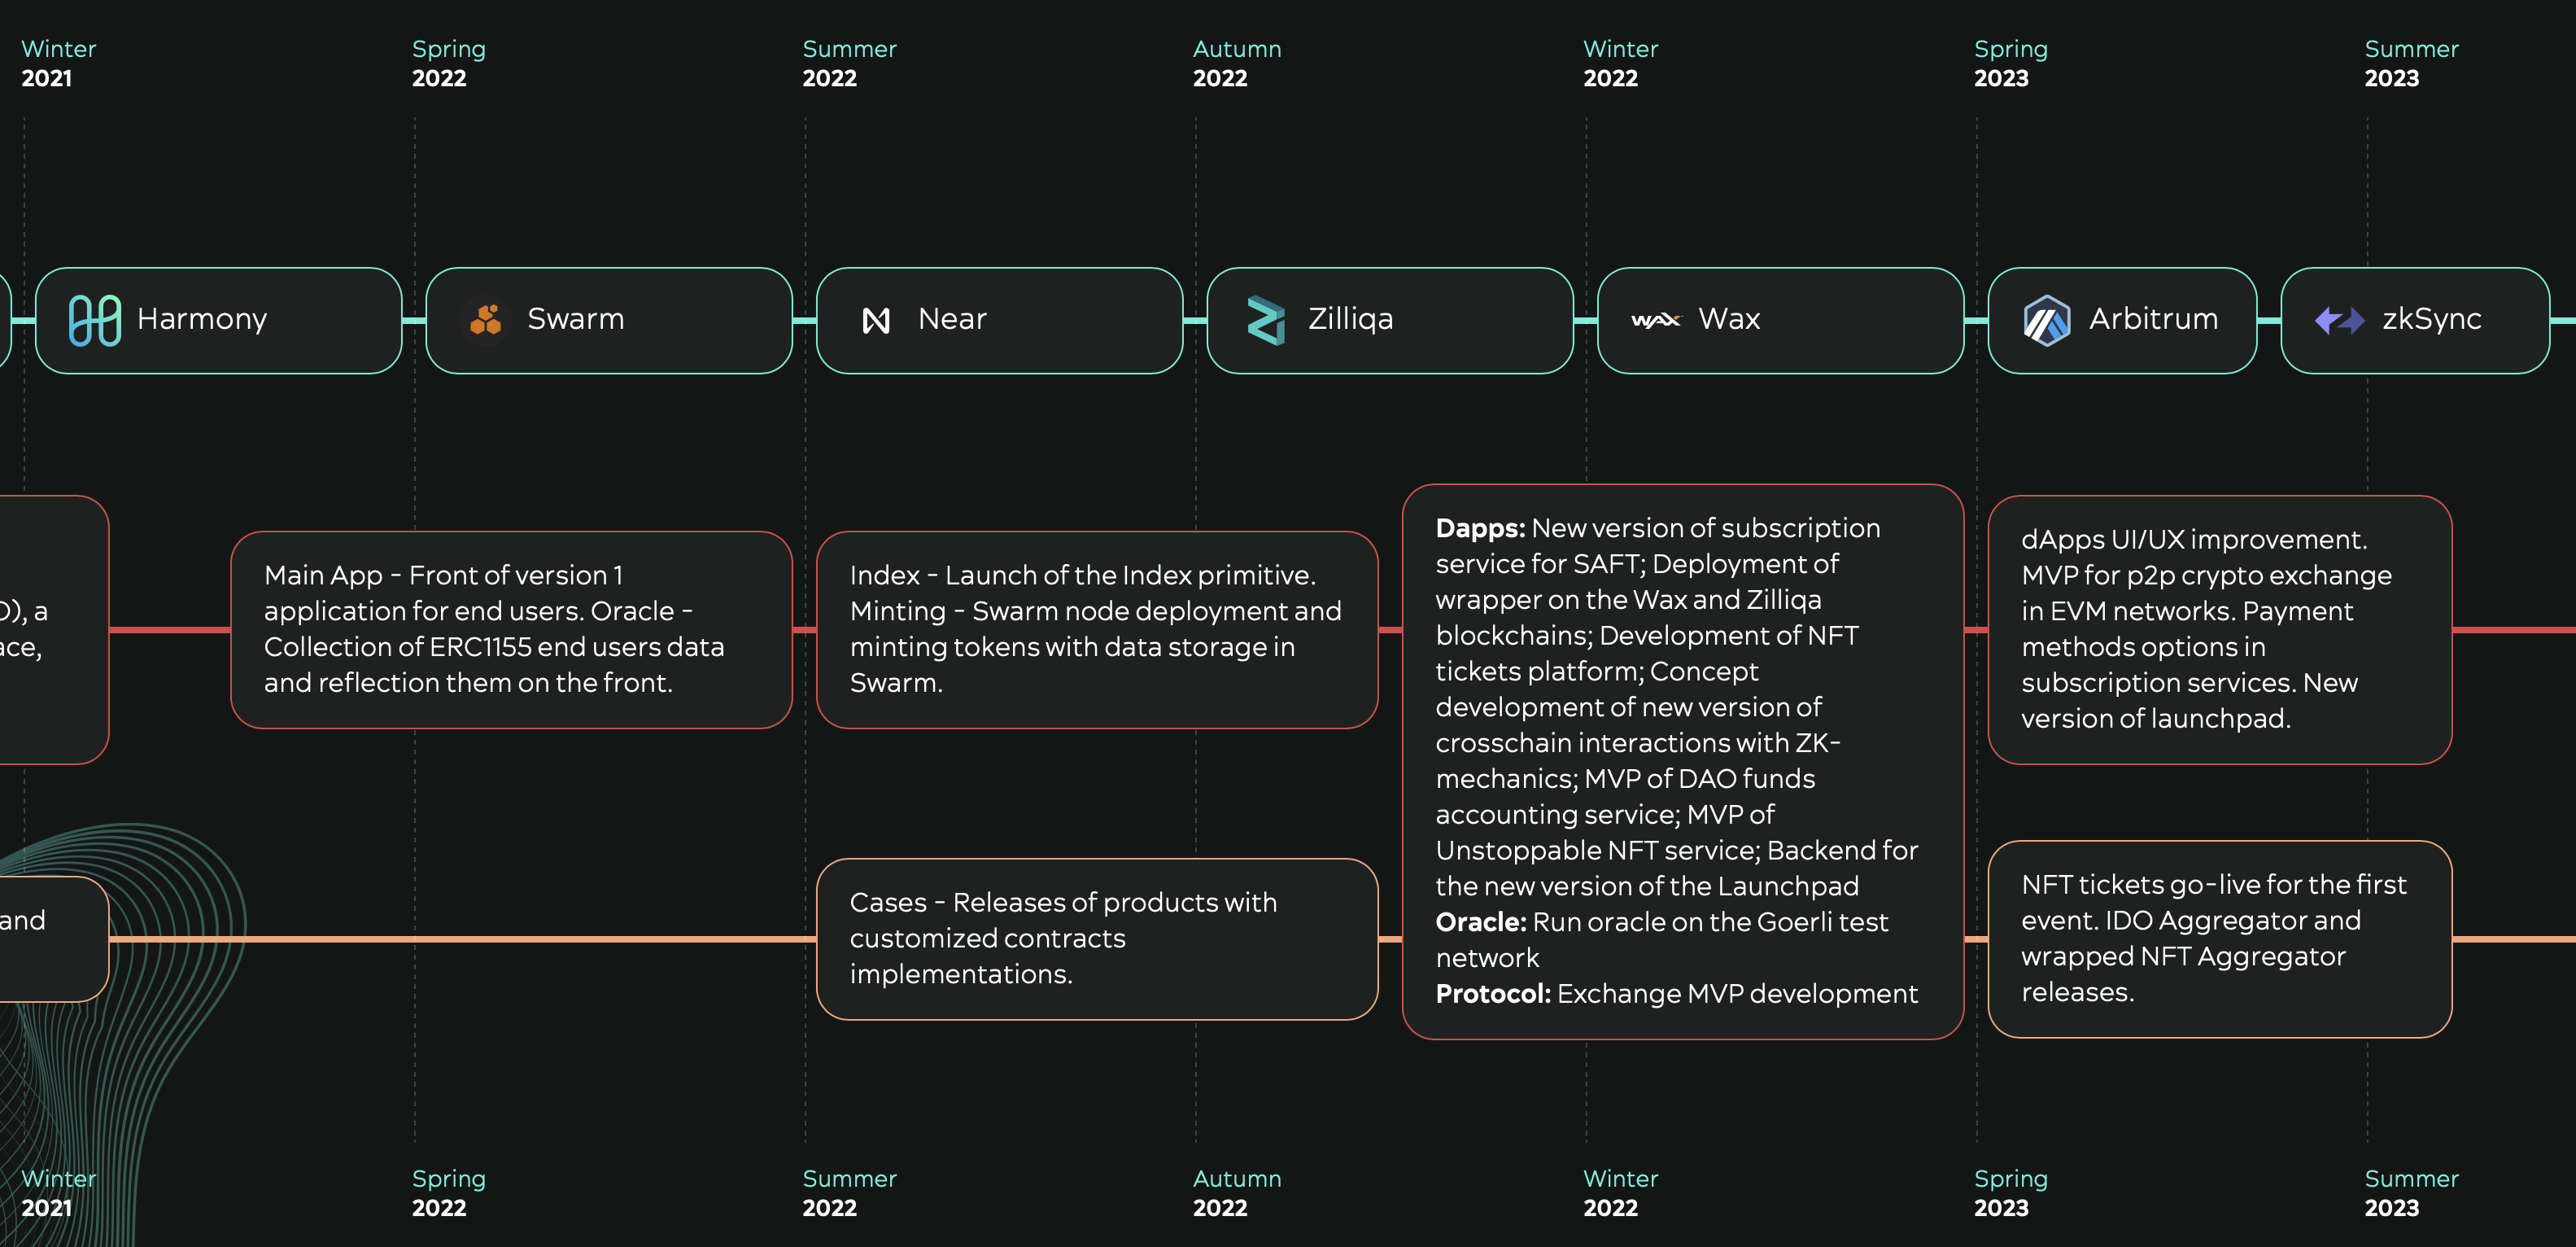 Winter
2021
Spring
2022
Summer
2022
Autumn
2022
Winter
2022
Spring
2023
Summer
2023
Harmony
Swarm
Near
Zilliqa
WAX Wax
Arbitrum
zkSync
O), a
ace,
Main App - Front of version 1
application for end users. Oracle -
Collection of ERC1155 end users data
and reflection them on the front.
Index - Launch of the Index primitive.
Minting - Swarm node deployment and
minting tokens with data storage in
Swarm.
Dapps: New version of subscription
service for SAFT; Deployment of
wrapper on the Wax and Zilliqa
blockchains; Development of NFT
tickets platform; Concept
development of new version of
crosschain interactions with ZK-
mechanics; MVP of DAO funds
accounting service; MVP of
Unstoppable NFT service; Backend for
the new version of the Launchpad
Oracle: Run oracle on the Goerli test
network
Protocol: Exchange MVP development
dApps UI/UX improvement.
MVP for p2p crypto exchange
in EVM networks. Payment
methods options in
subscription services. New
version of launchpad.
and
Cases - Releases of products with
customized contracts
implementations.
NFT tickets go-live for the first
event. IDO Aggregator and
wrapped NFT Aggregator
releases.
Winter
2021
Spring
2022
Summer
2022
Autumn
2022
Winter
2022
Spring
2023
Summer
2023